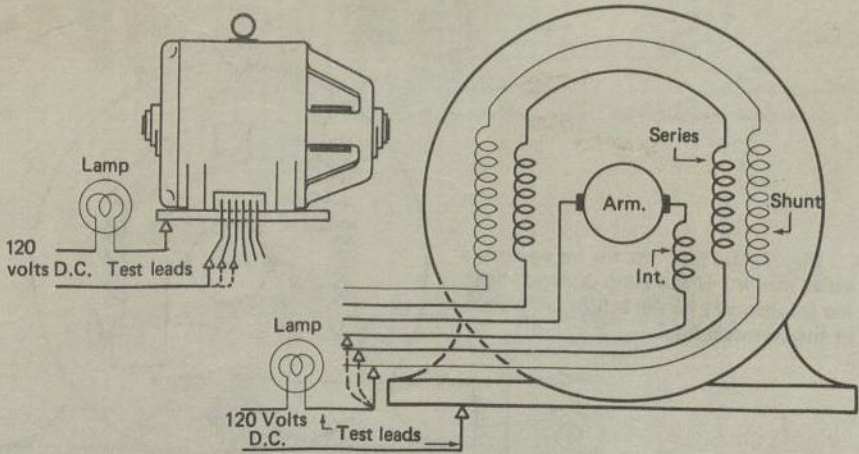 Lamp
120
volts D.C. Test leads
Series
Arm.
Shunt
Int.
Lamp
120 Volts
D.C.
Test leads